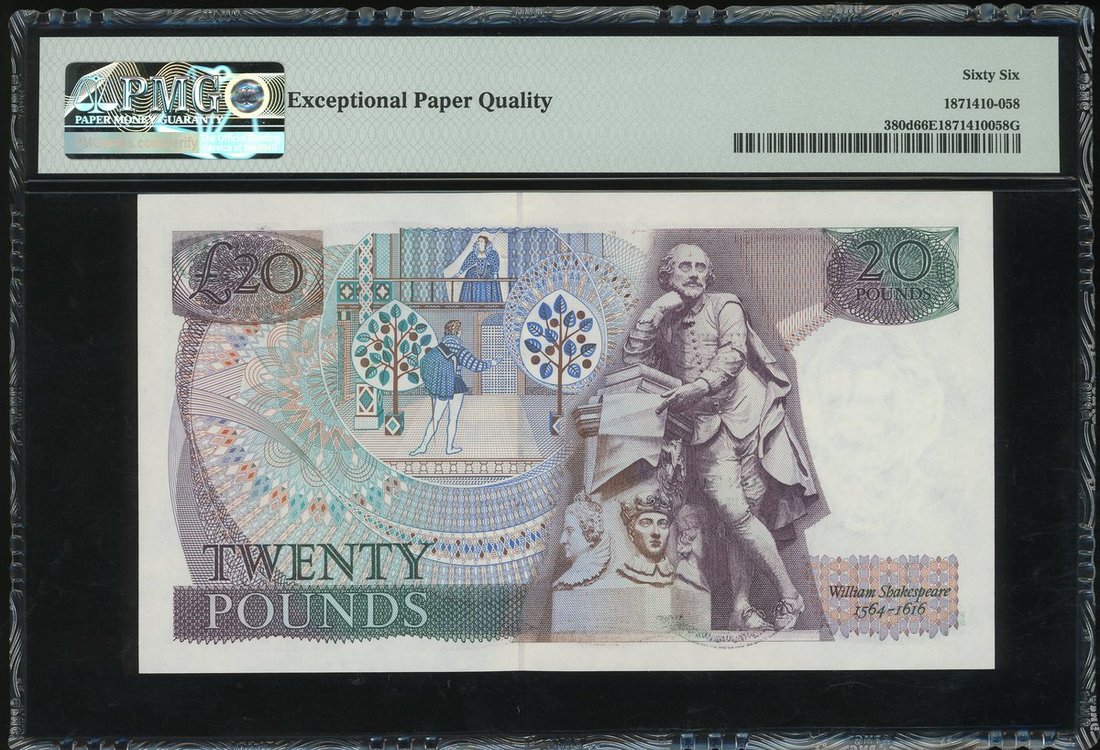 PMG
PAPER MONEY GUARANTY
Exceptional Paper Quality
Sixty Six
1871410-058
380d66E1871410058G
£20
20
POUNDS
TWENTY
POUNDS
William Shakespeare
1564-1616